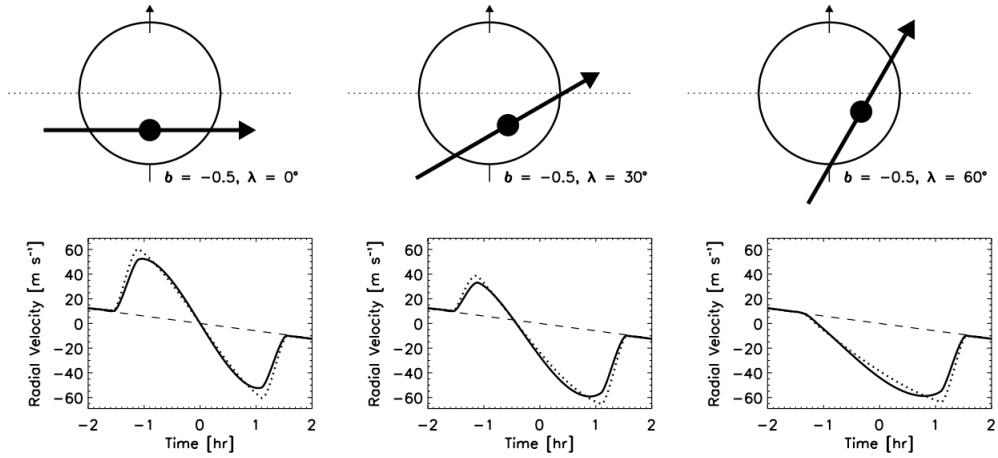 b = −0.5, λ = 0°
b = −0.5, λ = 30°
b = −0.5, λ = 60°
Radial Velocity [m s⁻¹]
60
40
20
0
−20
−40
−60
−2 −1 0 1 2
Time [hr]
Radial Velocity [m s⁻¹]
60
40
20
0
−20
−40
−60
−2 −1 0 1 2
Time [hr]
Radial Velocity [m s⁻¹]
60
40
20
0
−20
−40
−60
−2 −1 0 1 2
Time [hr]